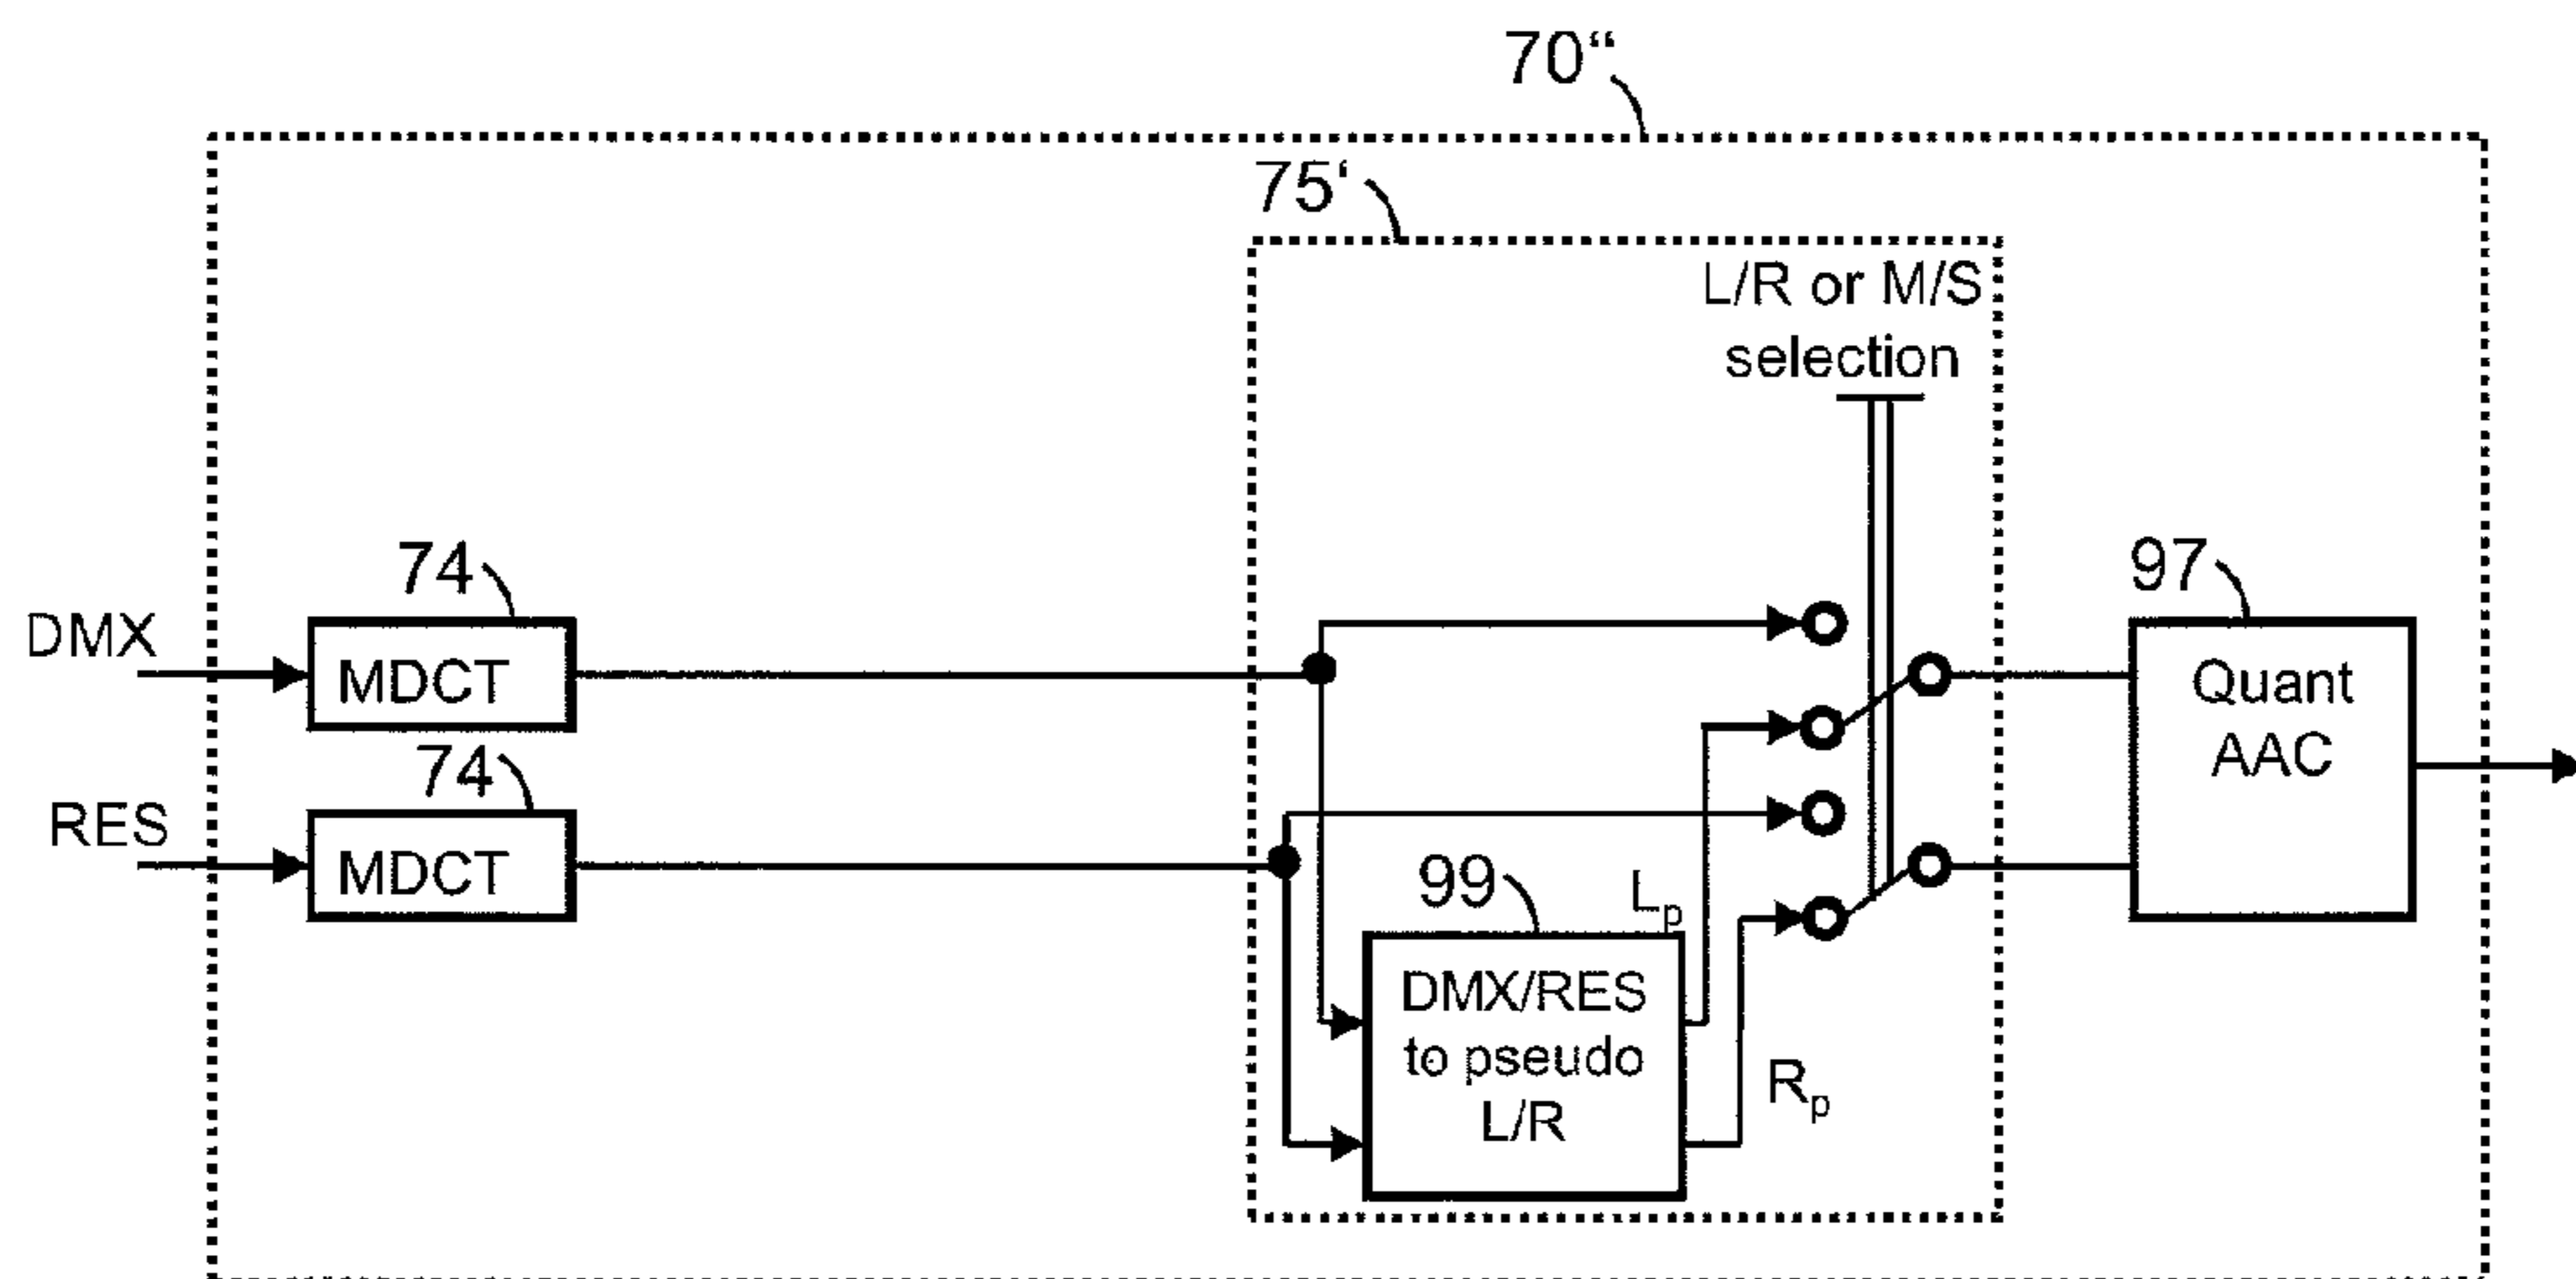 70“
75‘
L/R or M/S
selection
74
97
DMX
MDCT
Quant
AAC
74
RES
MDCT
99
Lp
DMX/RES
to pseudo
L/R
Rp